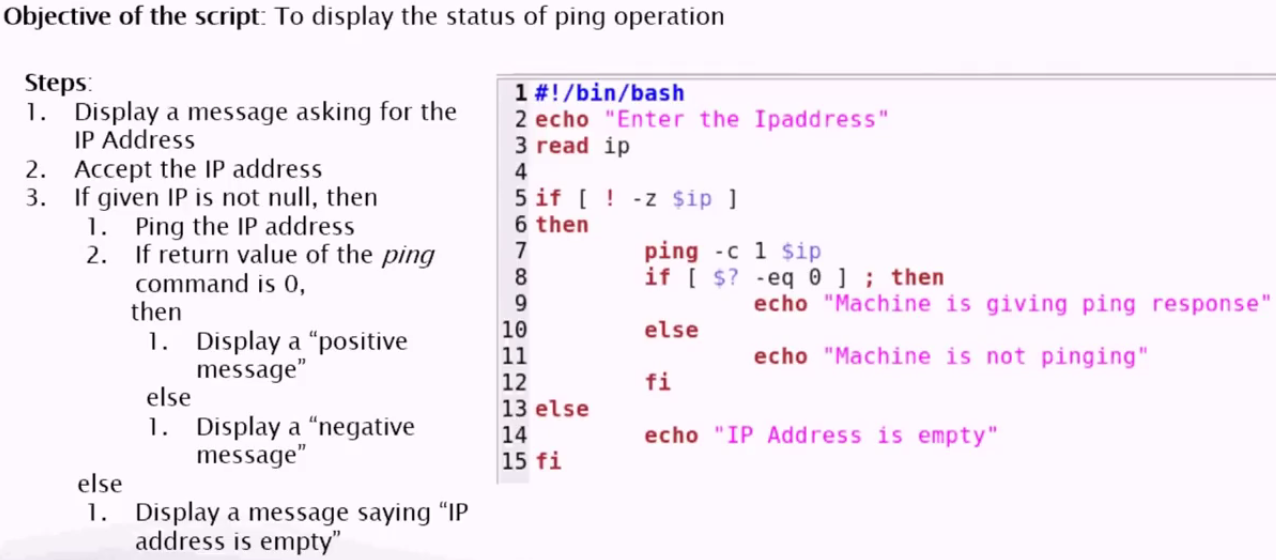 Objective of the script: To display the status of ping operation
Steps:
1. Display a message asking for the
IP Address
2. Accept the IP address
3. If given IP is not null, then
1. Ping the IP address
2. If return value of the ping
command is 0,
then
1. Display a “positive
message”
else
1. Display a “negative
message”
else
1. Display a message saying “IP
address is empty”
1 #!/bin/bash
2 echo "Enter the Ipaddress"
3 read ip
4
5 if [ ! -z $ip ]
6 then
7 ping -c 1 $ip
8 if [ $? -eq 0 ] ; then
9 echo "Machine is giving ping response"
10 else
11 echo "Machine is not pinging"
12 fi
13 else
14 echo "IP Address is empty"
15 fi